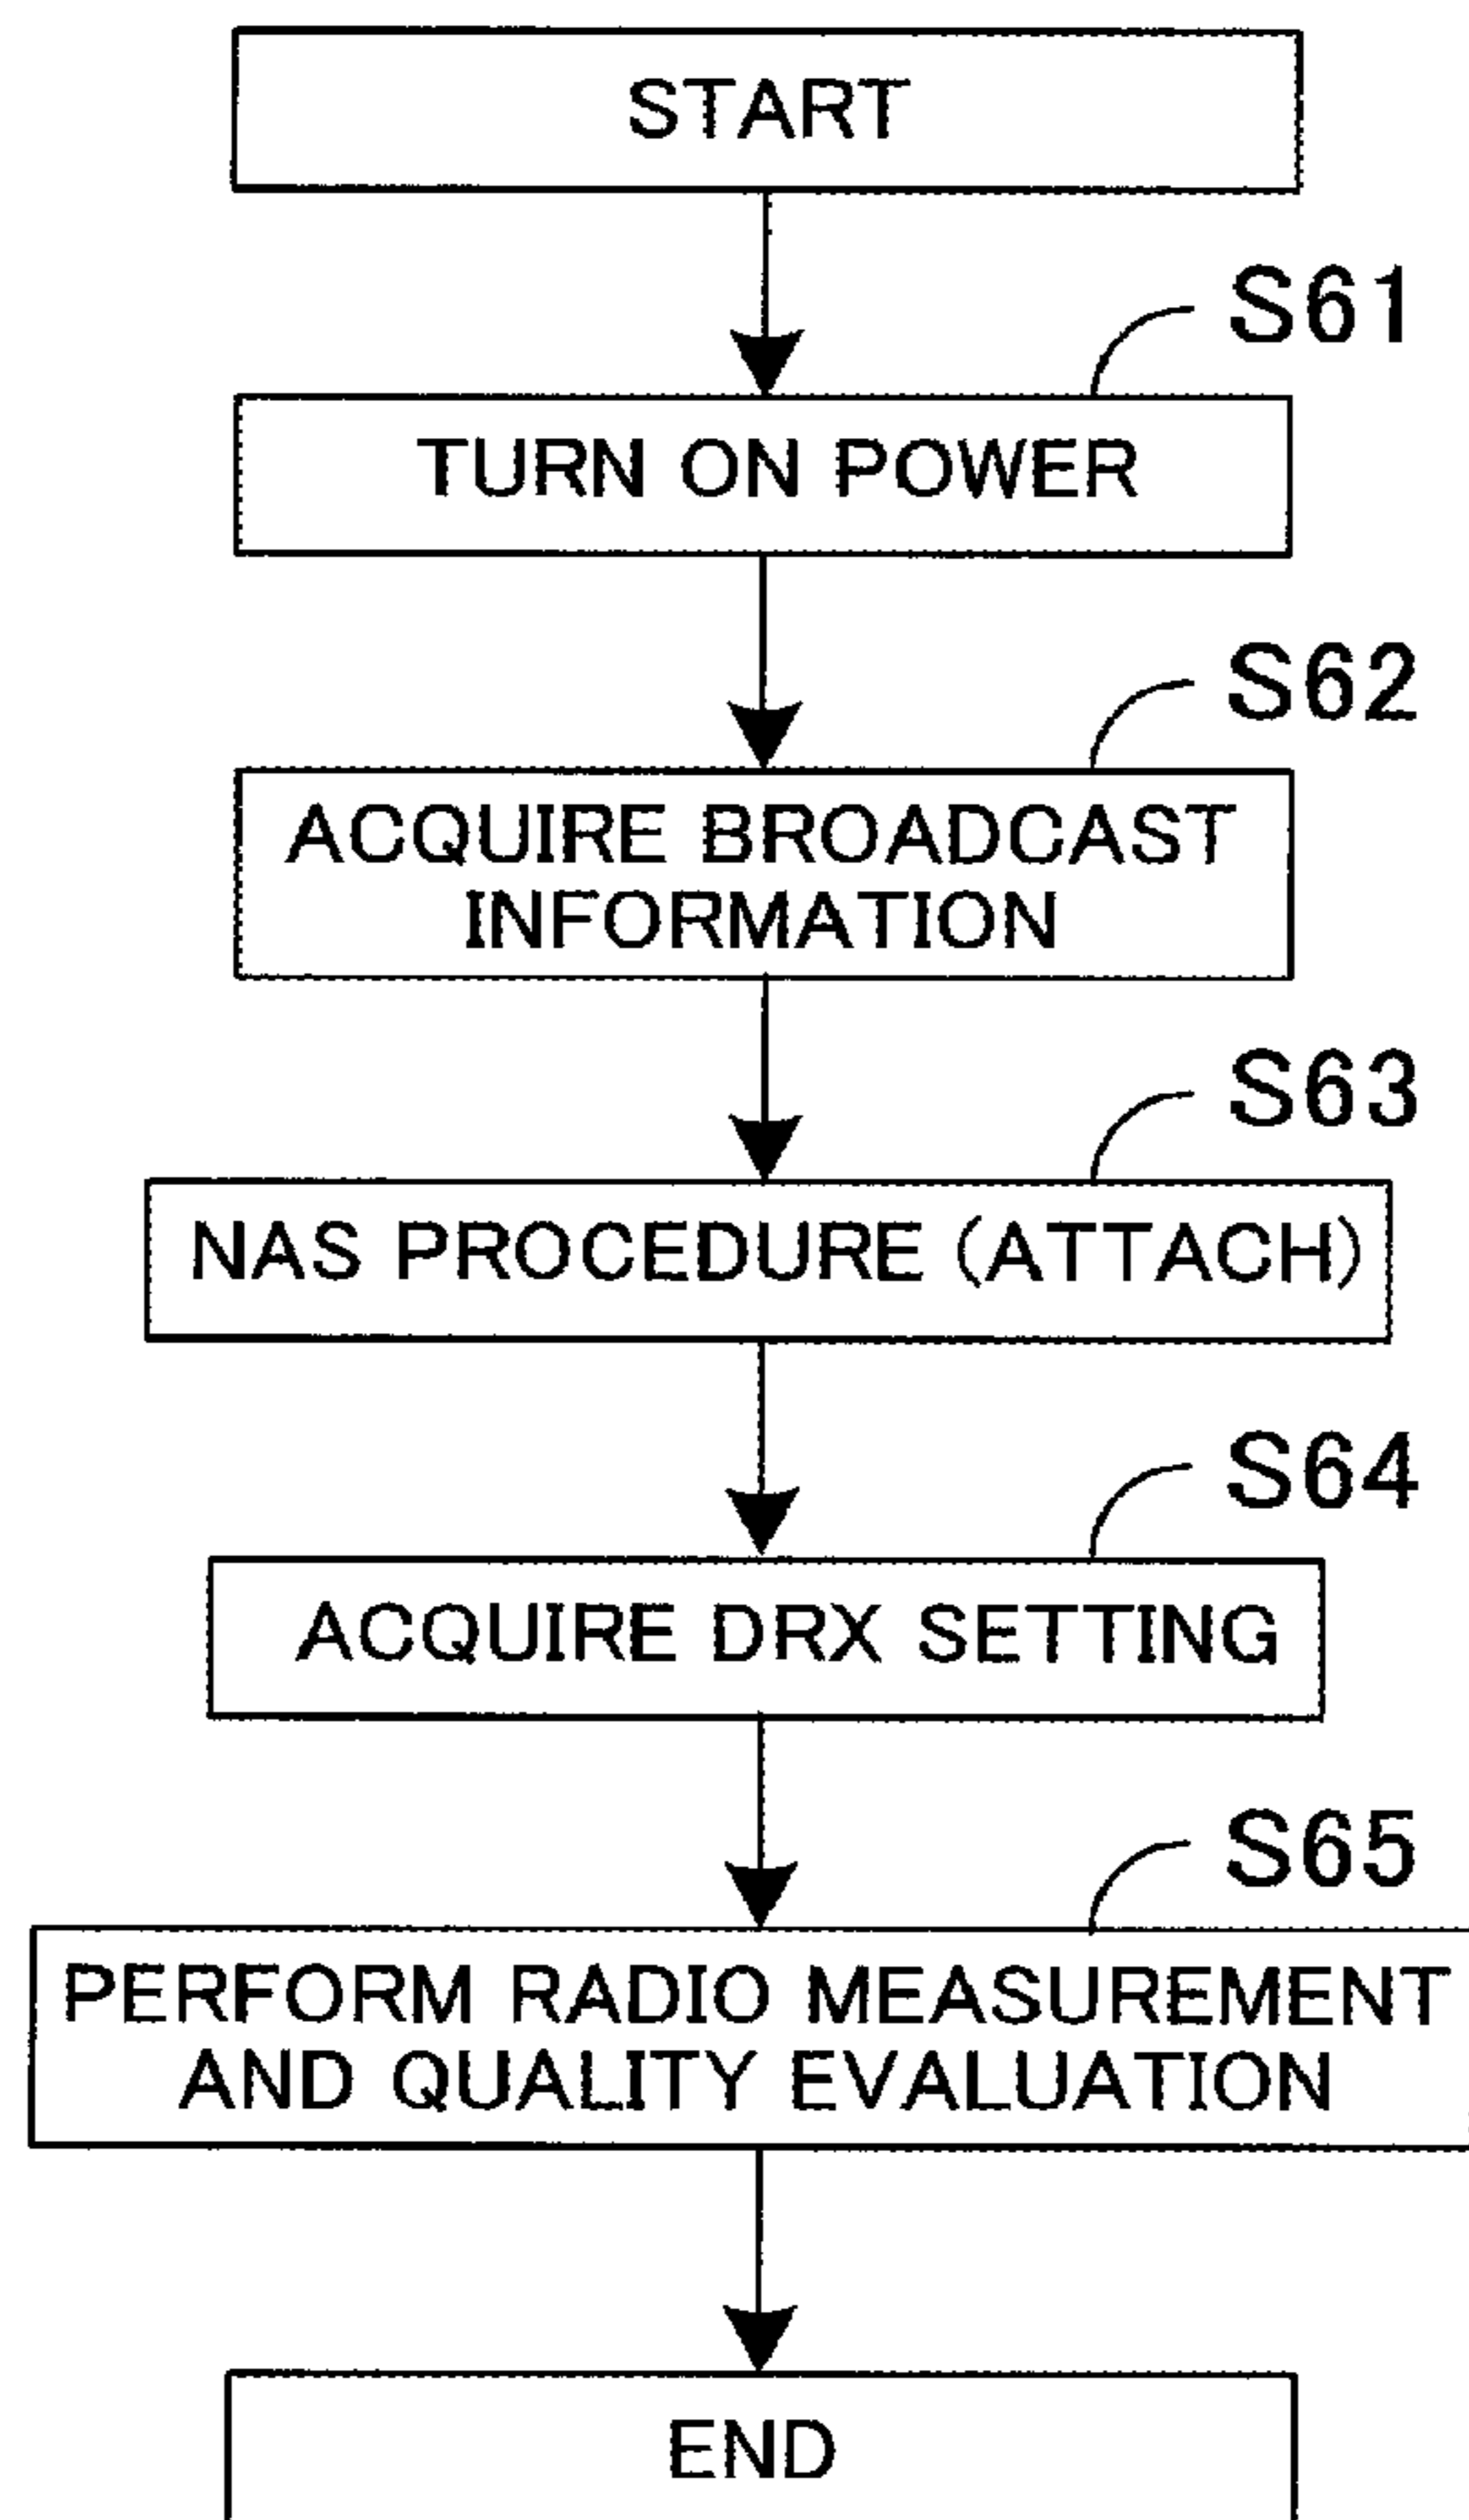 START
S61
TURN ON POWER
S62
ACQUIRE BROADCAST
INFORMATION
S63
NAS PROCEDURE (ATTACH)
S64
ACQUIRE DRX SETTING
S65
PERFORM RADIO MEASUREMENT
AND QUALITY EVALUATION
END